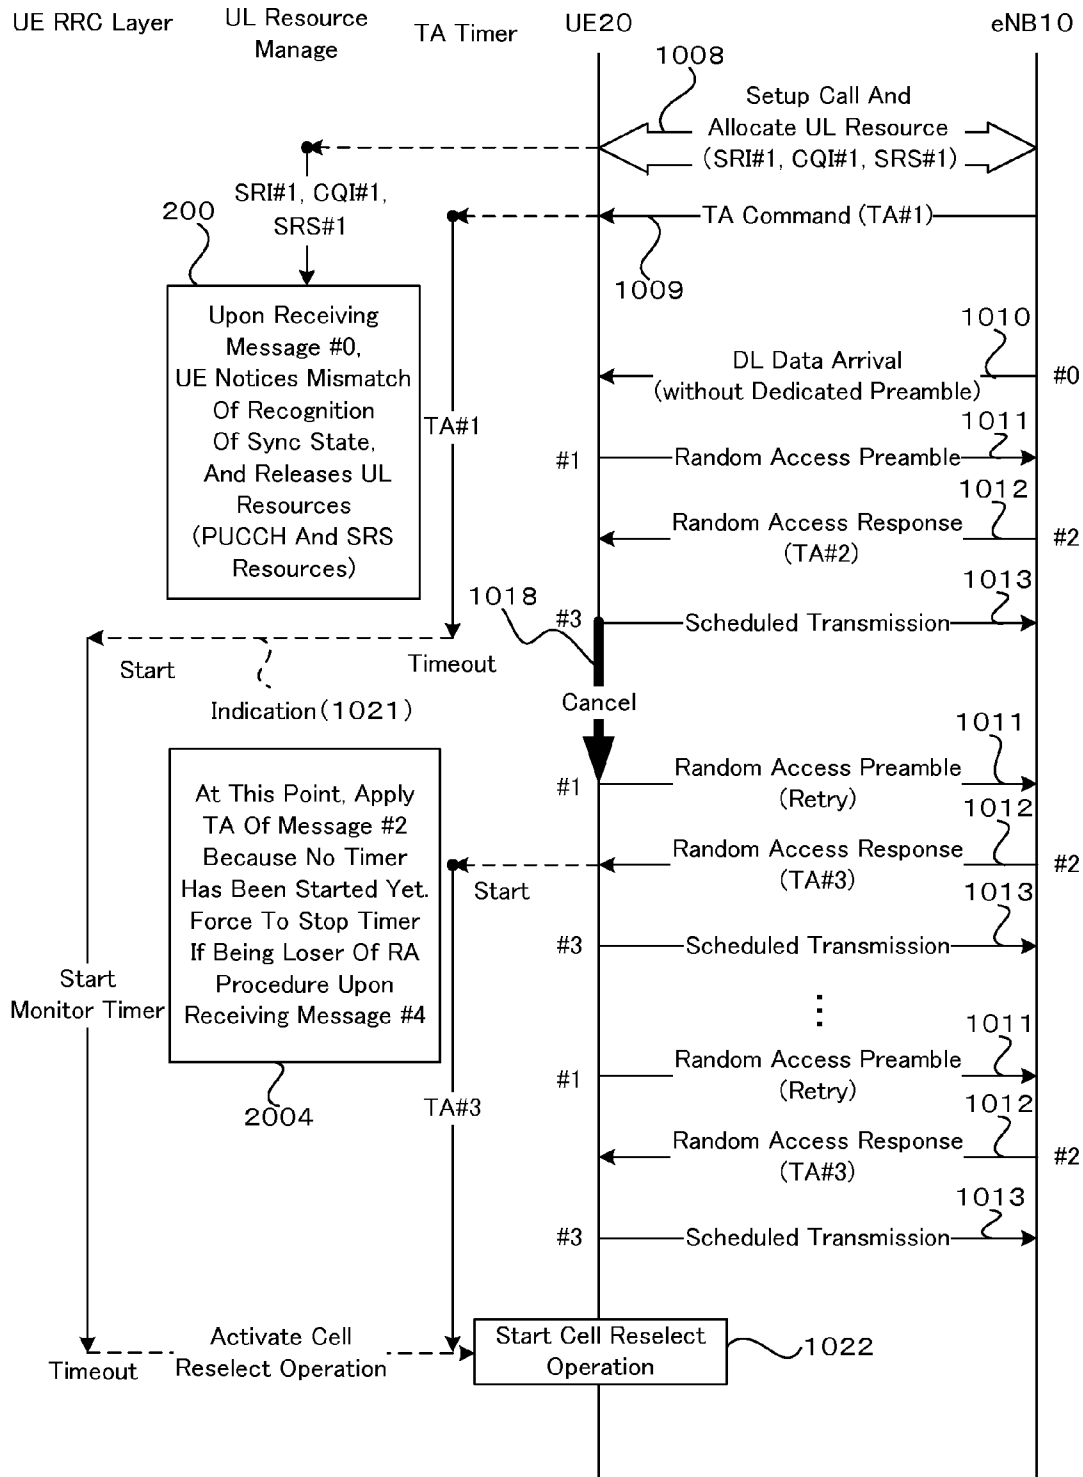 UE RRC Layer
UL Resource
Manage
TA Timer
UE20
eNB10
1008
Setup Call And
Allocate UL Resource
(SRI#1, CQI#1, SRS#1)
SRI#1, CQI#1,
SRS#1
200
TA Command (TA#1)
1009
Upon Receiving
Message #0,
UE Notices Mismatch
Of Recognition
Of Sync State,
And Releases UL
Resources
(PUCCH And SRS
Resources)
TA#1
1010
DL Data Arrival
(without Dedicated Preamble)
#0
1011
#1
Random Access Preamble
1012
Random Access Response
(TA#2)
#2
1018
1013
#3
Scheduled Transmission
Start
Timeout
Indication(1021)
Cancel
1011
#1
Random Access Preamble
(Retry)
At This Point, Apply
TA Of Message #2
Because No Timer
Has Been Started Yet.
Force To Stop Timer
If Being Loser Of RA
Procedure Upon
Receiving Message #4
1012
Start
Random Access Response
(TA#3)
#2
1013
#3
Scheduled Transmission
Start
Monitor Timer
1011
#1
Random Access Preamble
(Retry)
2004
TA#3
1012
Random Access Response
(TA#3)
#2
1013
#3
Scheduled Transmission
Timeout
Activate Cell
Reselect Operation
Start Cell Reselect
Operation
1022